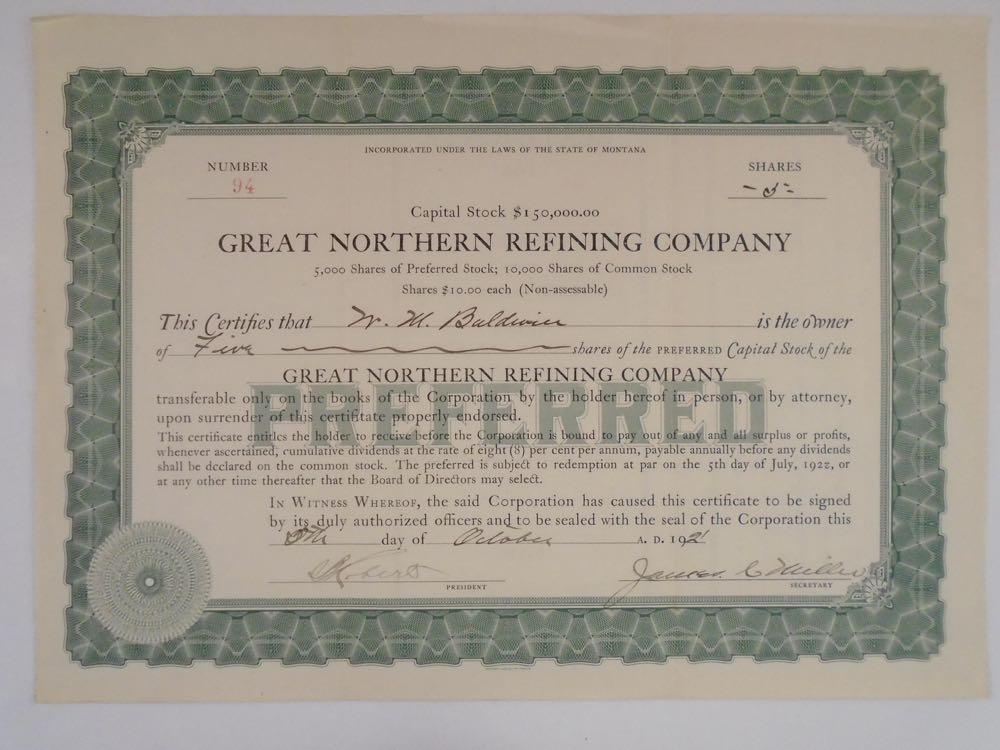 INCORPORATED UNDER THE LAWS OF THE STATE OF MONTANA
NUMBER
94
SHARES
- 5 -
Capital Stock $150,000.00
GREAT NORTHERN REFINING COMPANY
5,000 Shares of Preferred Stock; 10,000 Shares of Common Stock
Shares $10.00 each (Non-assessable)
This Certifies that W. M. Baldwin is the owner
of Five shares of the PREFERRED Capital Stock of the
GREAT NORTHERN REFINING COMPANY
PREFERRED
transferable only on the books of the Corporation by the holder hereof in person, or by attorney,
upon surrender of this certifitate properly endorsed.
This certificate entitles the holder to receive before the Corporation is bound to pay out of any and all surplus or profits,
whenever ascertained, cumulative dividends at the rate of eight (8) per cent per annum, payable annually before any dividends
shall be declared on the common stock. The preferred is subject to redemption at par on the 5th day of July, 1922, or
at any other time thereafter that the Board of Directors may select.
IN WITNESS WHEREOF, the said Corporation has caused this certificate to be signed
by its duly authorized officers and to be sealed with the seal of the Corporation this
5th day of October A. D. 1921
Roberts James C Miller
PRESIDENT SECRETARY